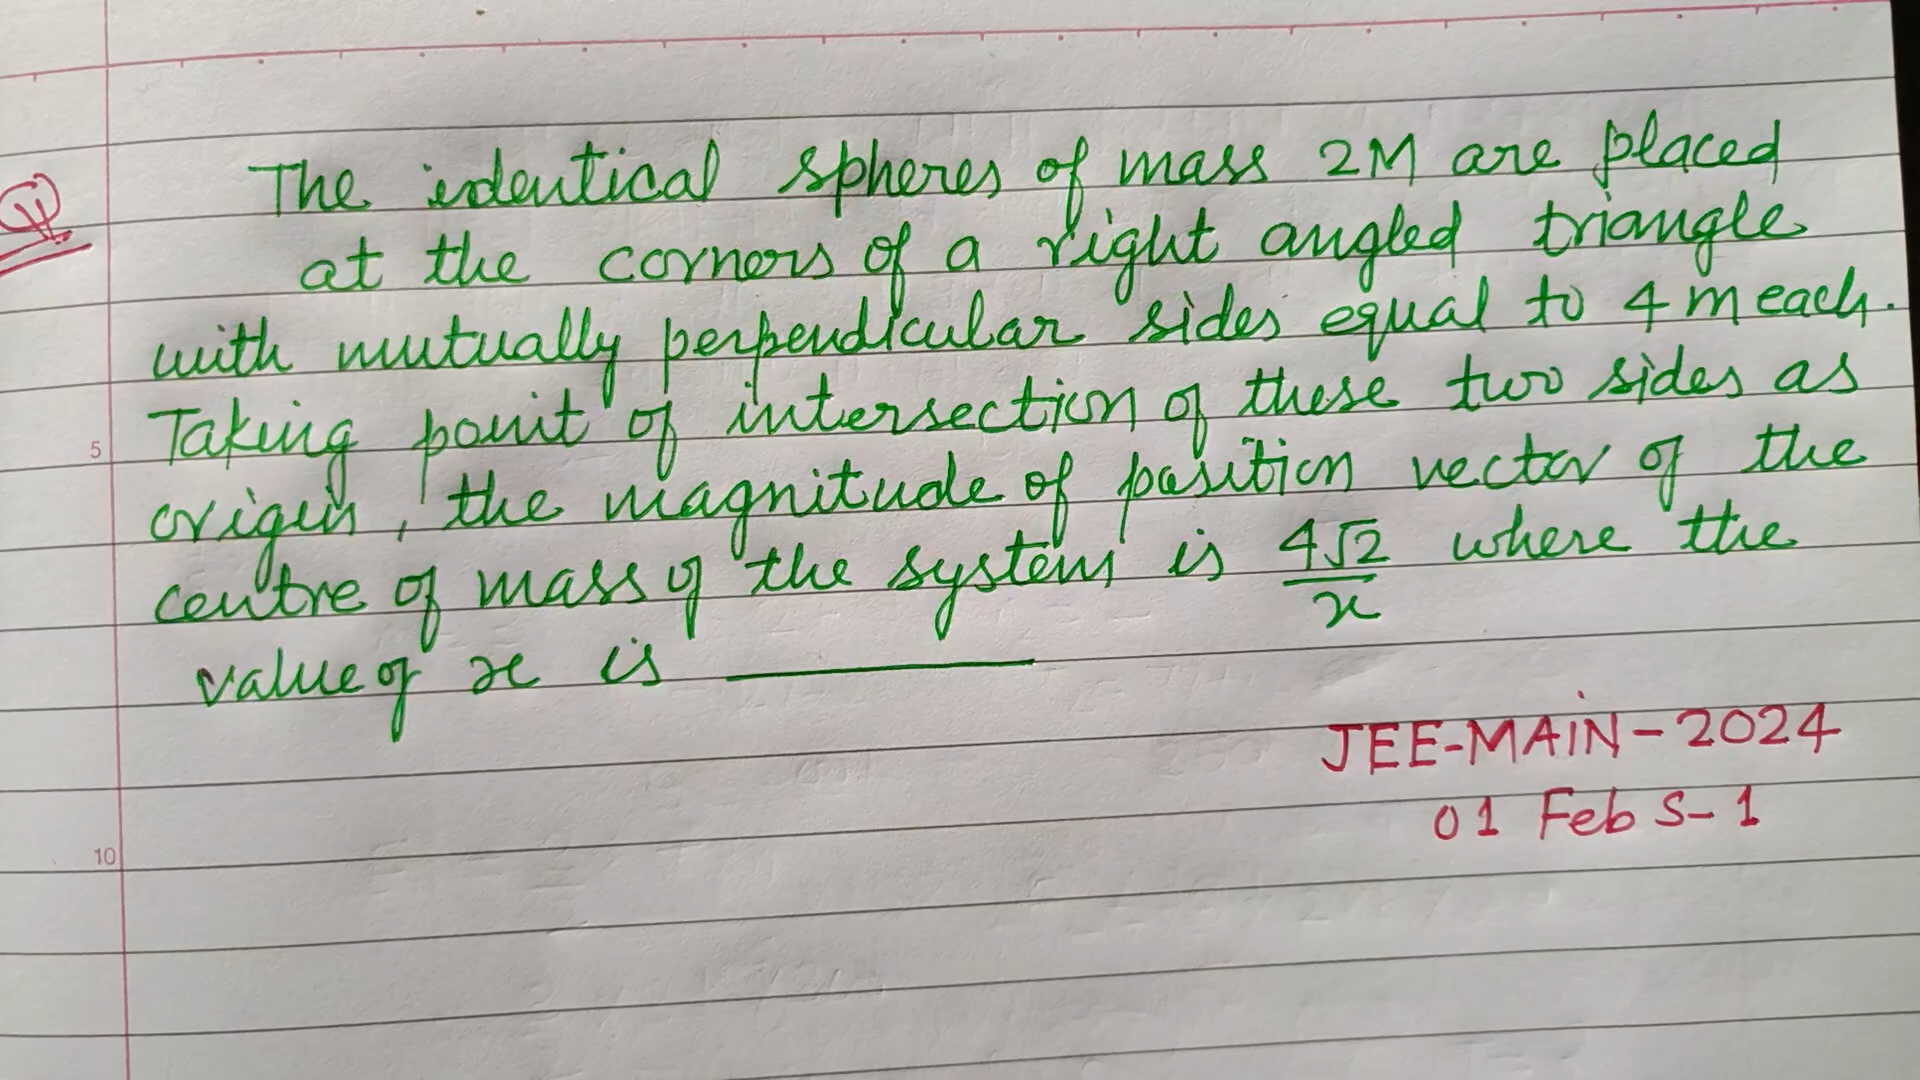 Q1
The identical spheres of mass 2M are placed
at the corners of a right angled triangle
with mutually perpendicular sides equal to 4 m each.
Taking point of intersection of these two sides as
5
origin, the magnitude of position vector of the
centre of mass of the system is 4√2/x where the
value of x is ________
JEE-MAIN-2024
01 Feb S-1
10